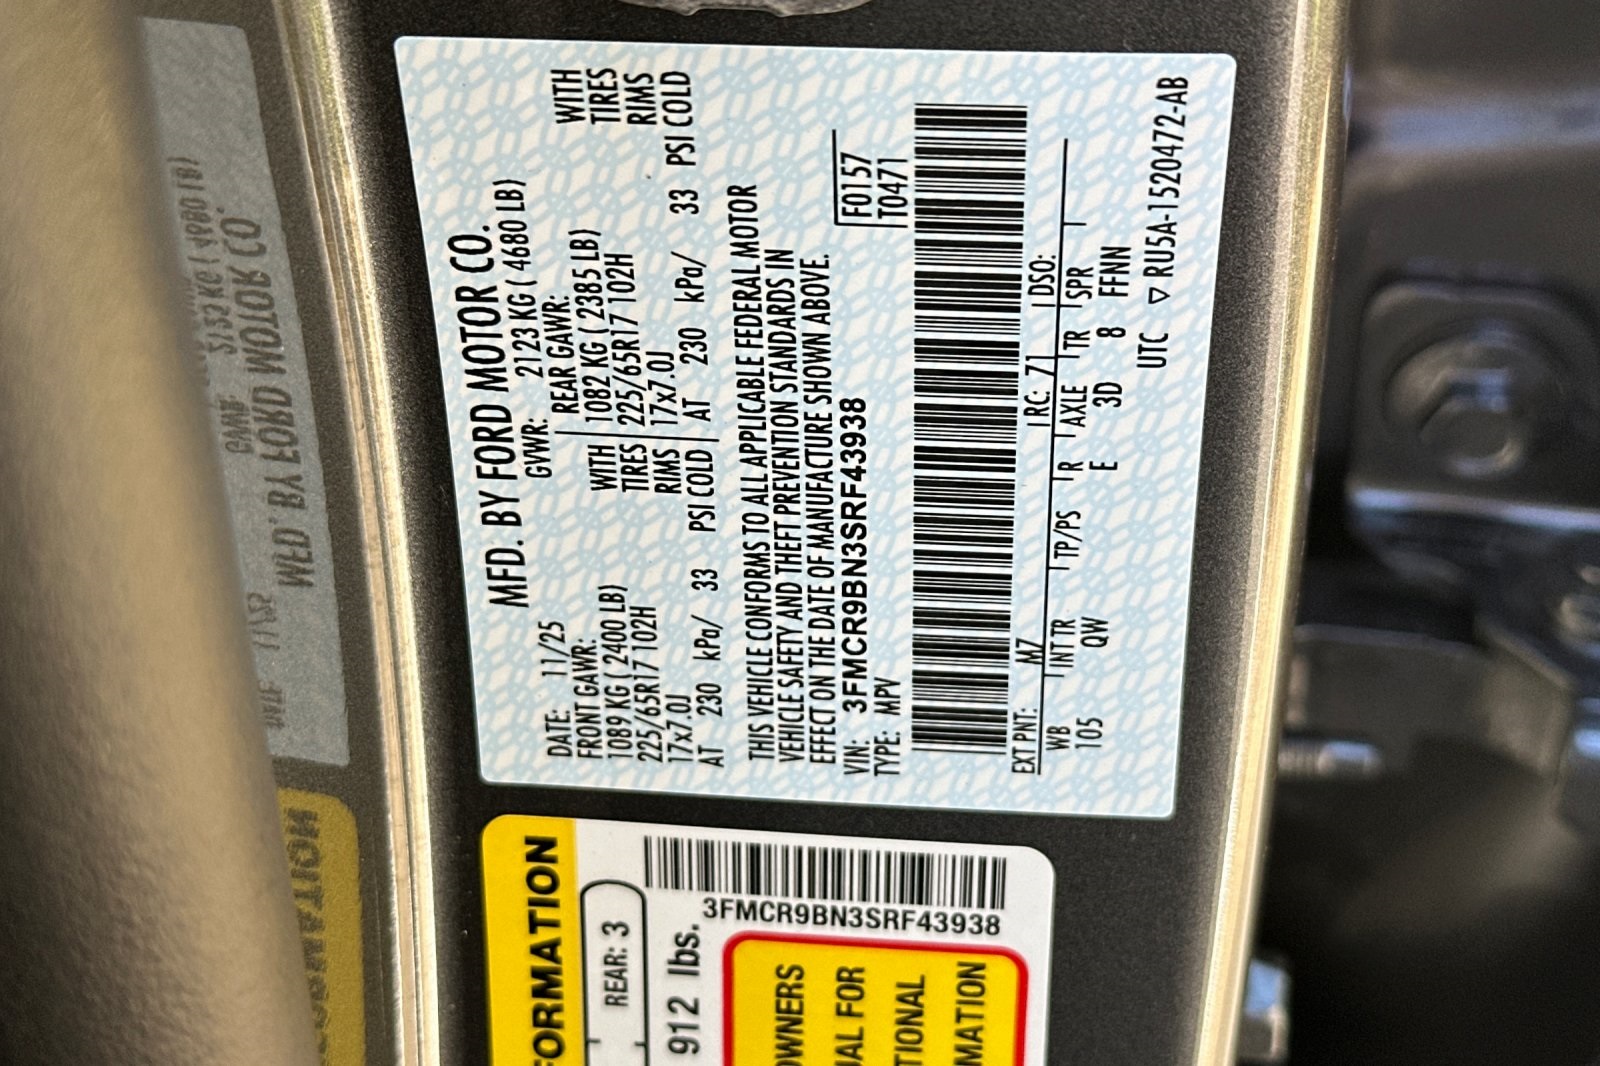 MFD. BY FORD MOTOR CO.
DATE: 11/25 GVWR: 2123 KG ( 4680 LB)
FRONT GAWR: REAR GAWR:
1089 KG ( 2400 LB) WITH 1082 KG ( 2385 LB) WITH
225/65R17 102H TIRES 225/65R17 102H TIRES
17x7.0J RIMS 17x7.0J RIMS
AT 230 kPa/ 33 PSI COLD AT 230 kPa/ 33 PSI COLD
THIS VEHICLE CONFORMS TO ALL APPLICABLE FEDERAL MOTOR
VEHICLE SAFETY AND THEFT PREVENTION STANDARDS IN
EFFECT ON THE DATE OF MANUFACTURE SHOWN ABOVE.
VIN: 3FMCR9BN3SRF43938 F0157
TYPE: MPV T0471
EXT PNT: M7 RC: 71 DSO:
WB INT TR TP/PS R AXLE TR SPR
105 QW E 3D 8 FFNN
UTC ▽ RU5A-1520472-AB
FORMATION
REAR: 3
3FMCR9BN3SRF43938
912 lbs.
OWNERS
UAL FOR
TIONAL
MATION